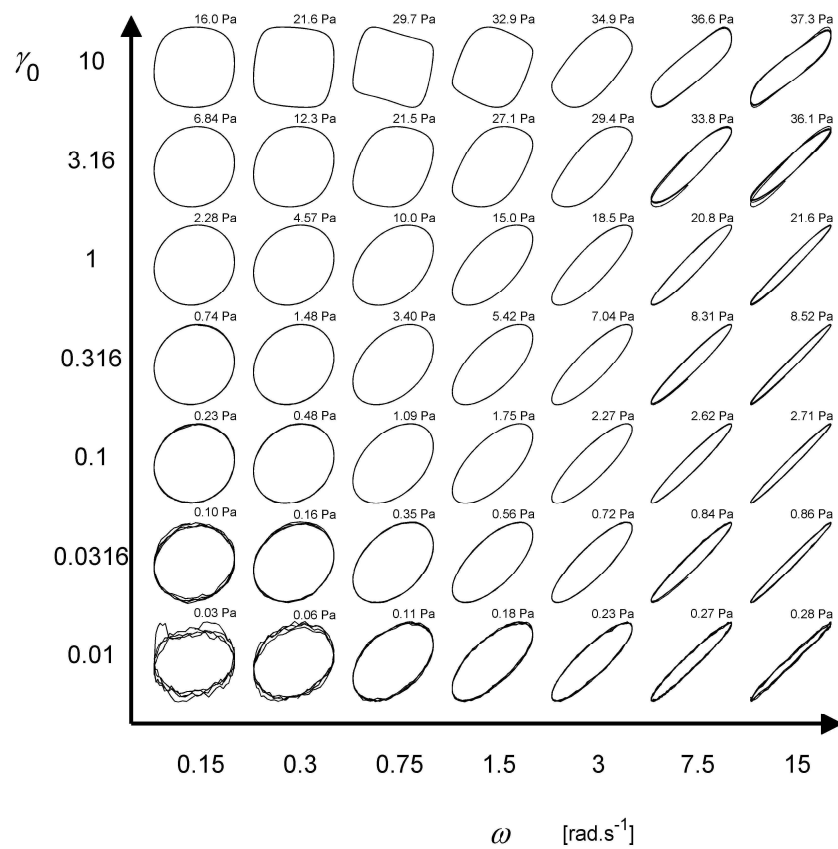 16.0 Pa 21.6 Pa 29.7 Pa 32.9 Pa 34.9 Pa 36.6 Pa 37.3 Pa
γ0 10
6.84 Pa 12.3 Pa 21.5 Pa 27.1 Pa 29.4 Pa 33.8 Pa 36.1 Pa
3.16
2.28 Pa 4.57 Pa 10.0 Pa 15.0 Pa 18.5 Pa 20.8 Pa 21.6 Pa
1
0.74 Pa 1.48 Pa 3.40 Pa 5.42 Pa 7.04 Pa 8.31 Pa 8.52 Pa
0.316
0.23 Pa 0.48 Pa 1.09 Pa 1.75 Pa 2.27 Pa 2.62 Pa 2.71 Pa
0.1
0.10 Pa 0.16 Pa 0.35 Pa 0.56 Pa 0.72 Pa 0.84 Pa 0.86 Pa
0.0316
0.03 Pa 0.06 Pa 0.11 Pa 0.18 Pa 0.23 Pa 0.27 Pa 0.28 Pa
0.01
0.15 0.3 0.75 1.5 3 7.5 15
ω [rad.s⁻¹]